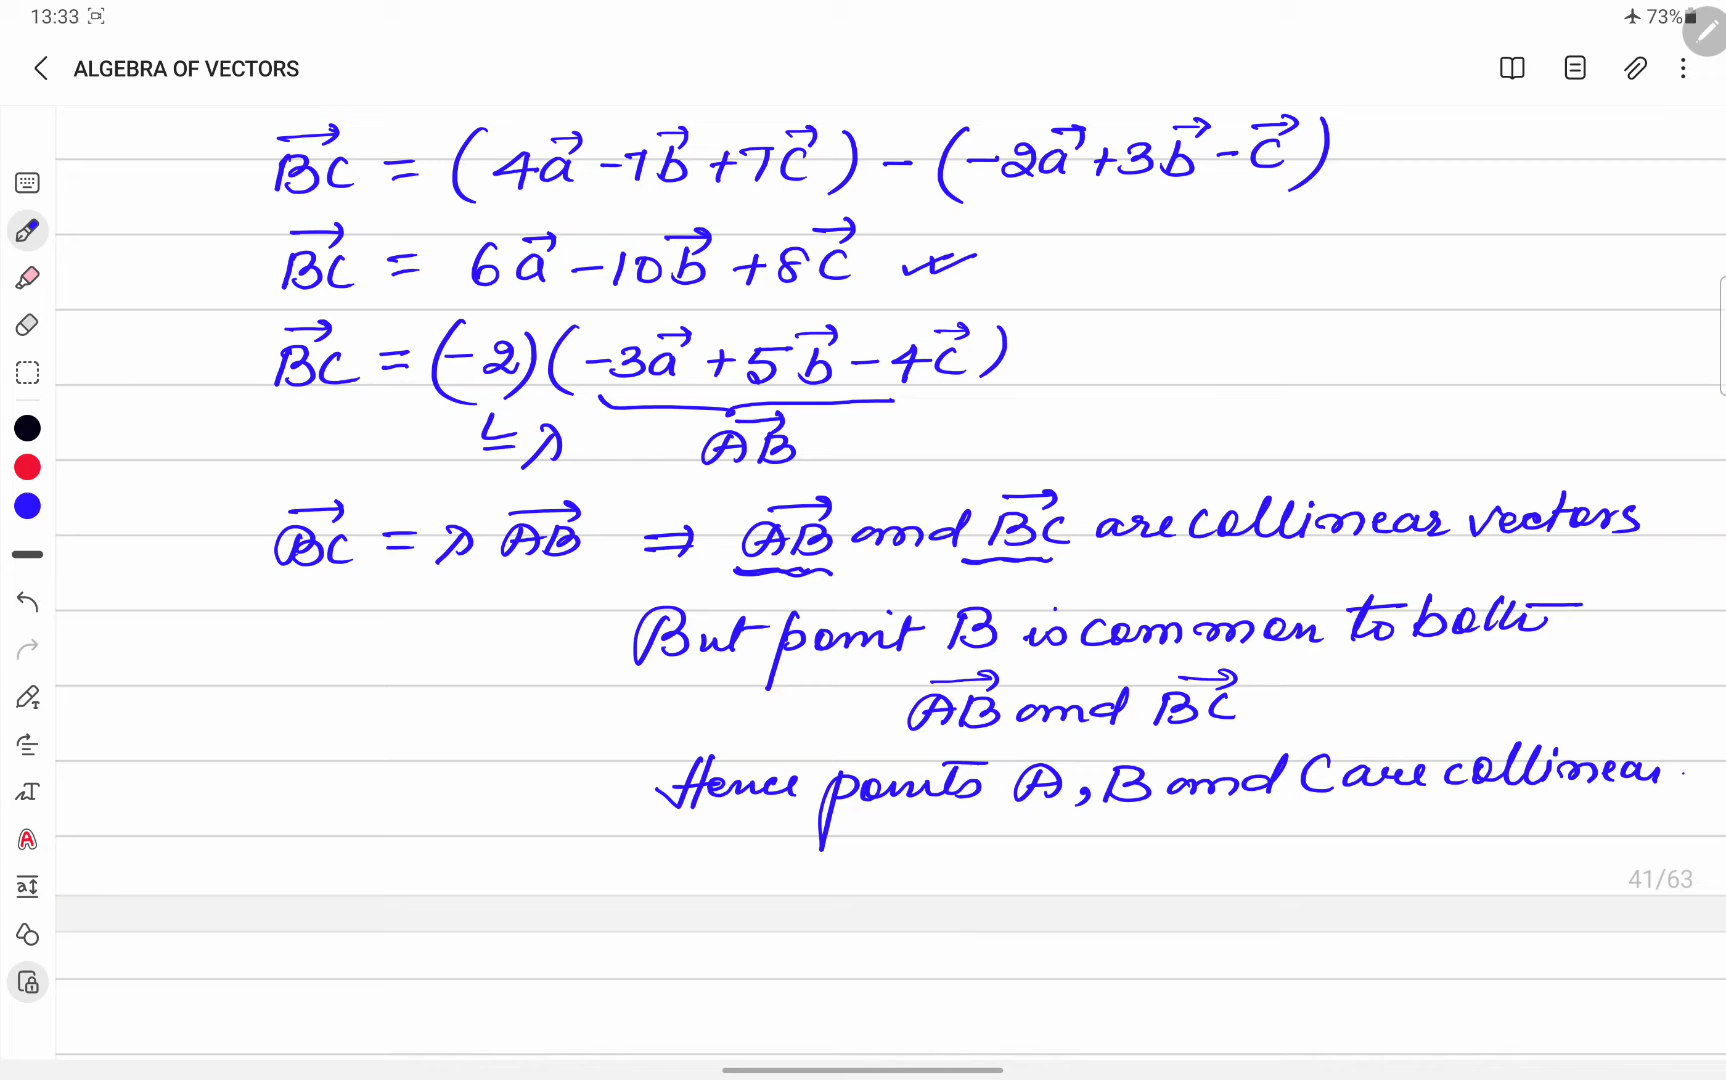 13:33
73%
ALGEBRA OF VECTORS
BC⃗ = (4a⃗ - 7b⃗ + 7c⃗) - (-2a⃗ + 3b⃗ - c⃗)
BC⃗ = 6a⃗ - 10b⃗ + 8c⃗ ✓
BC⃗ = (-2)(-3a⃗ + 5b⃗ - 4c⃗)
λ AB⃗
BC⃗ = λ AB⃗ ⇒ AB⃗ and BC⃗ are collinear vectors
But point B is common to both
AB⃗ and BC⃗
Hence points A, B and C are collinear.
41/63